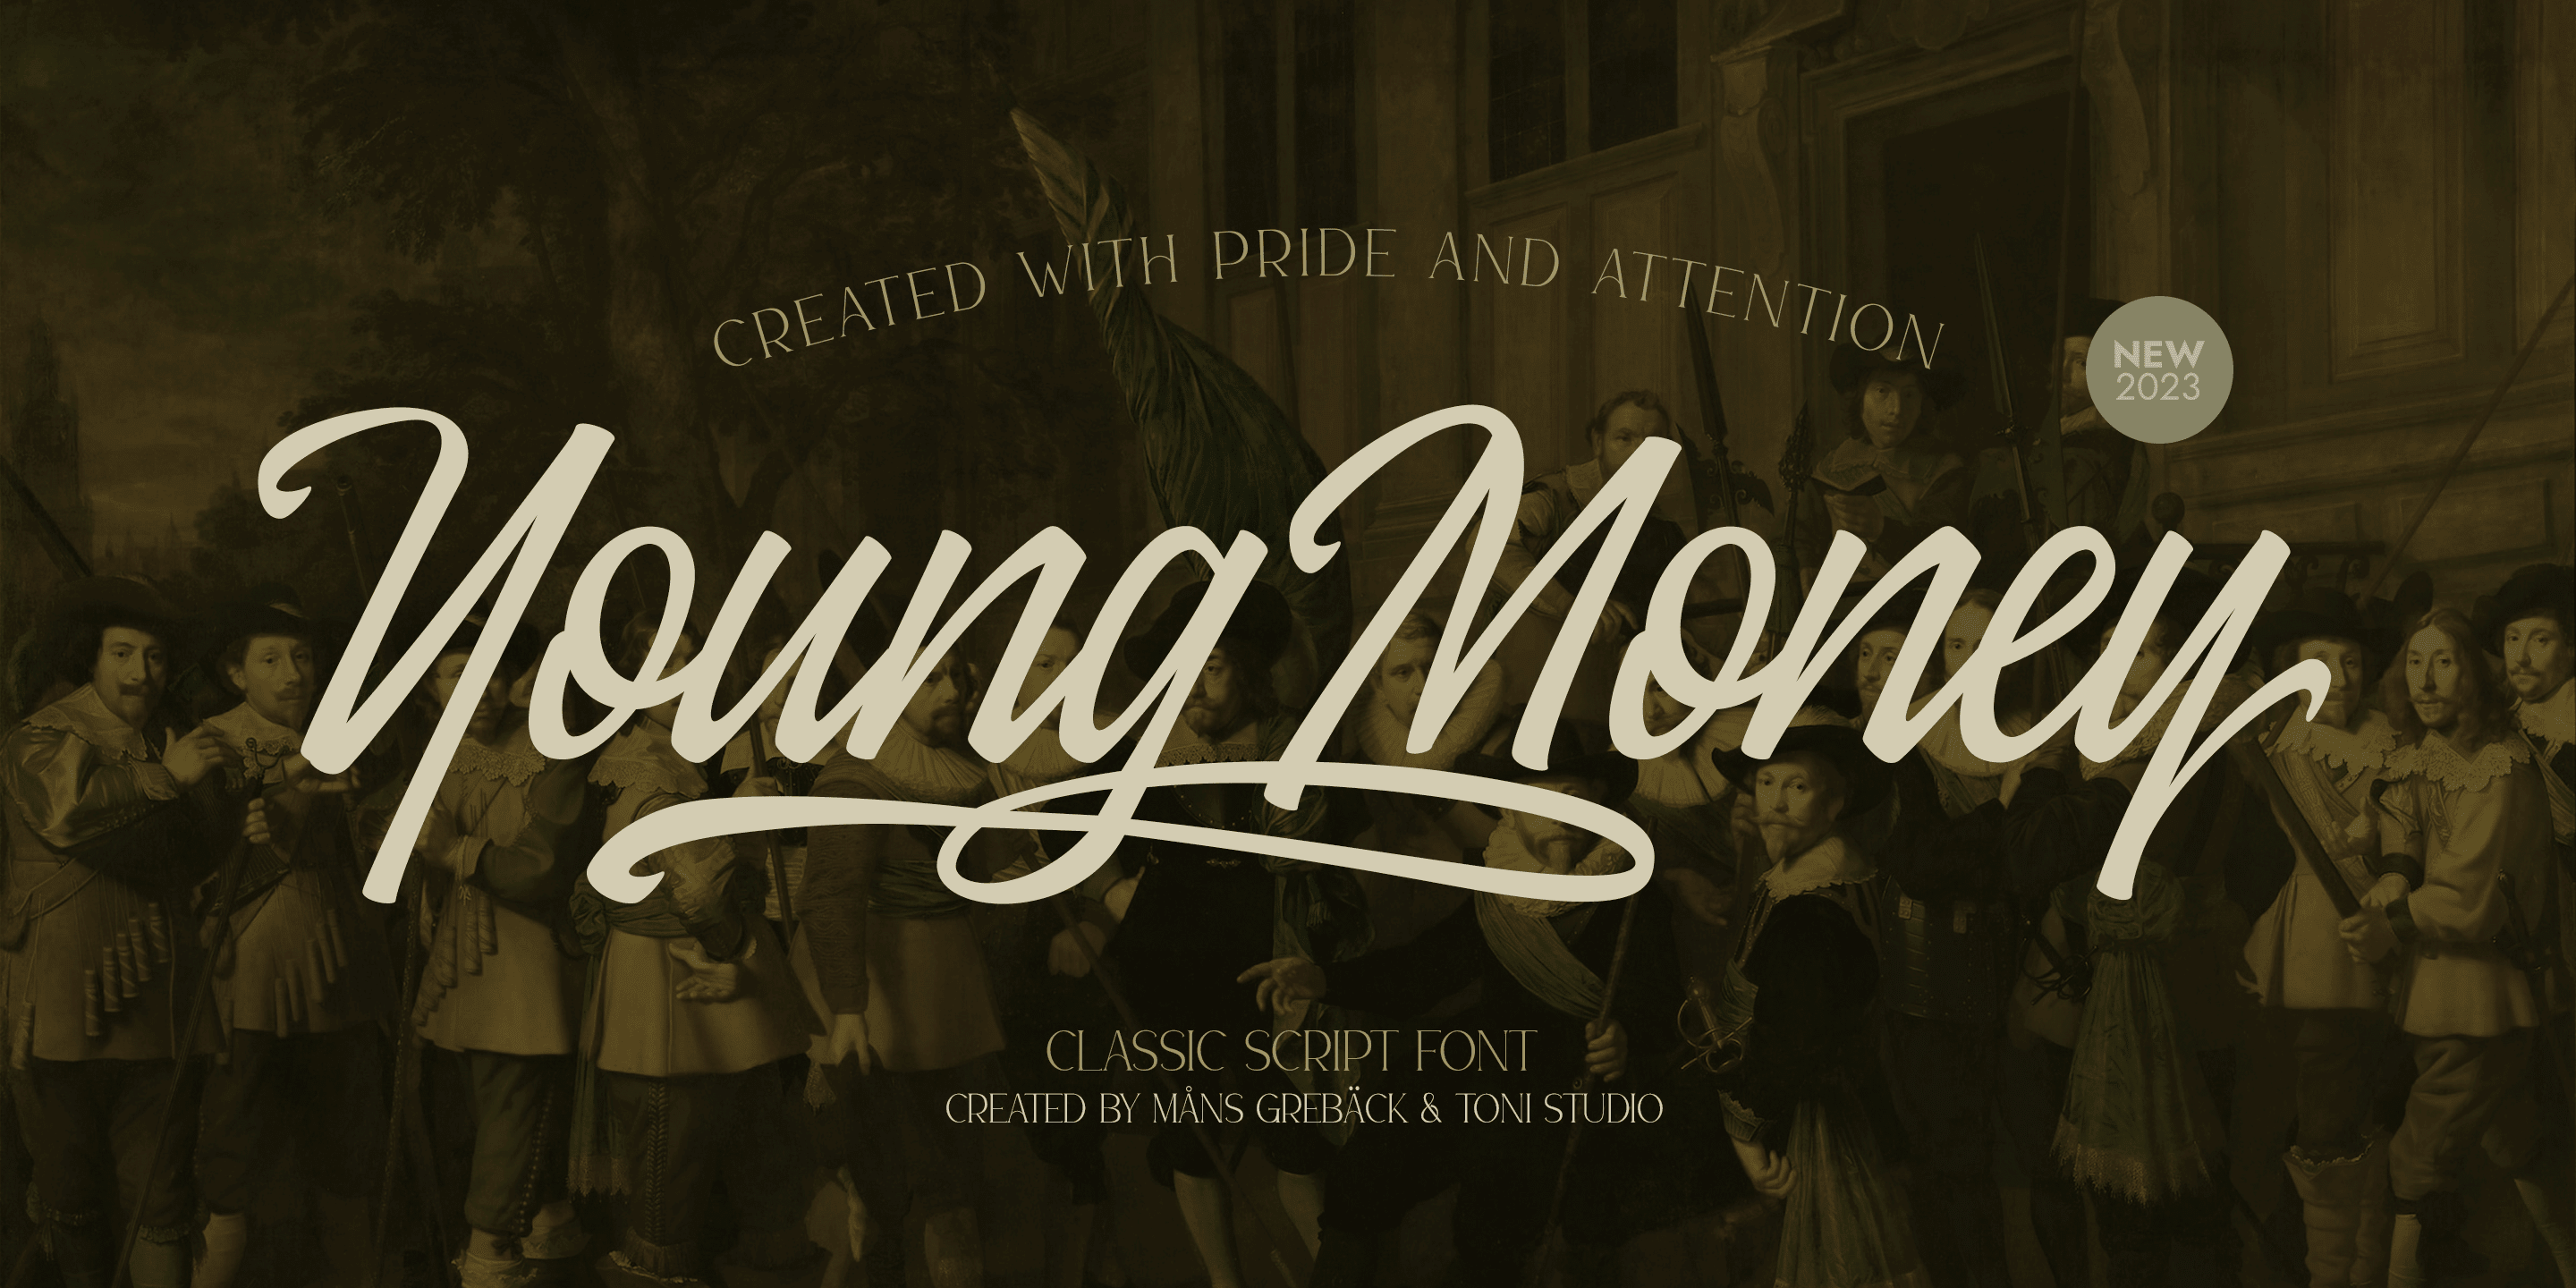 CREATED WITH PRIDE AND ATTENTION
NEW
2023
Young Money
CLASSIC SCRIPT FONT
CREATED BY MÅNS GREBÄCK & TONI STUDIO